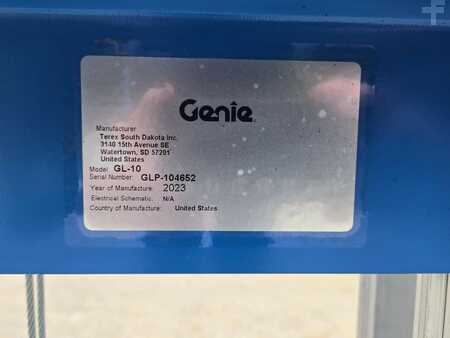 Genie
Manufacturer
Terex South Dakota Inc.
3140 15th Avenue SE
Watertown, SD 57201
United States
Model: GL-10
Serial Number: GLP-104652
Year of Manufacture: 2023
Electrical Schematic: N/A
Country of Manufacture: United States